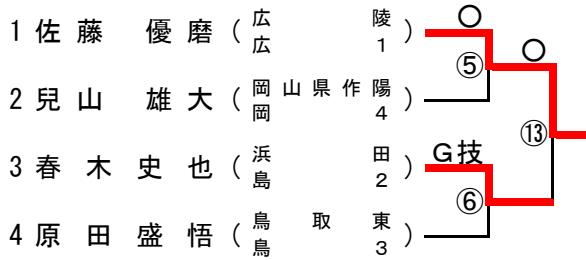 1 佐藤 優磨 (広陵 広1) ○
⑤ ○
2 兒山 雄大 (岡山県作陽 岡4)
⑬
3 春木史也 (浜田 島2) G技
⑥
4 原田盛悟 (鳥取東 鳥3)